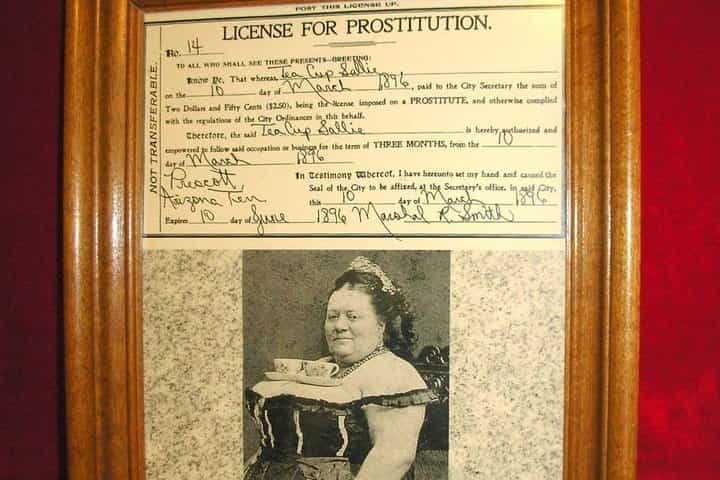 POST THIS LICENSE UP.
LICENSE FOR PROSTITUTION.
No. 14
TO ALL WHO SHALL SEE THESE PRESENTS—GREETING:
Know Ye, That whereas Tea Cup Sallie
on the 10 day of March 1896, paid to the City Secretary the sum of
Two Dollars and Fifty Cents ($2.50), being the license imposed on a PROSTITUTE, and otherwise complied
with the regulations of the City Ordinances in this behalf.
Therefore, the said Tea Cup Sallie is hereby authorized and
empowered to follow said occupation or business for the term of THREE MONTHS, from the 10
day of March 1896
In Testimony Whereof, I have hereunto set my hand and caused the
Seal of the City to be affixed, at the Secretary's office, in said City,
this 10 day of March 1896
Prescott,
Arizona Ter.
Expires 10 day of June 1896 Marshal R. Smith
NOT TRANSFERABLE.